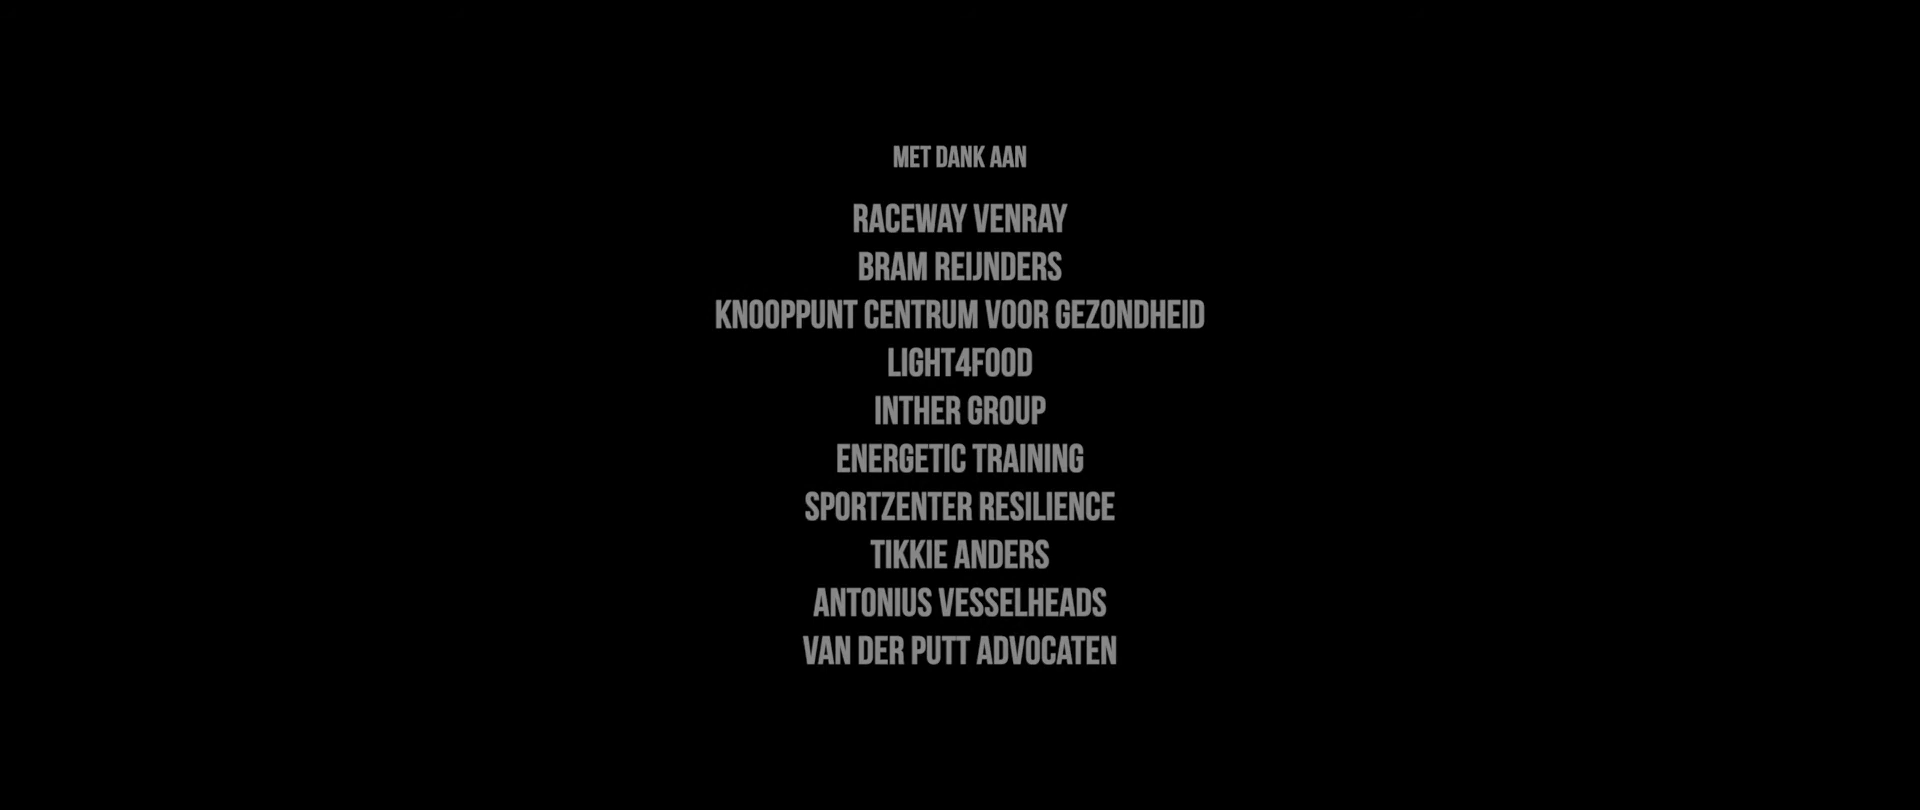 MET DANK AAN
RACEWAY VENRAY
BRAM REIJNDERS
KNOOPPUNT CENTRUM VOOR GEZONDHEID
LIGHT4FOOD
INTHER GROUP
ENERGETIC TRAINING
SPORTZENTER RESILIENCE
TIKKIE ANDERS
ANTONIUS VESSELHEADS
VAN DER PUTT ADVOCATEN